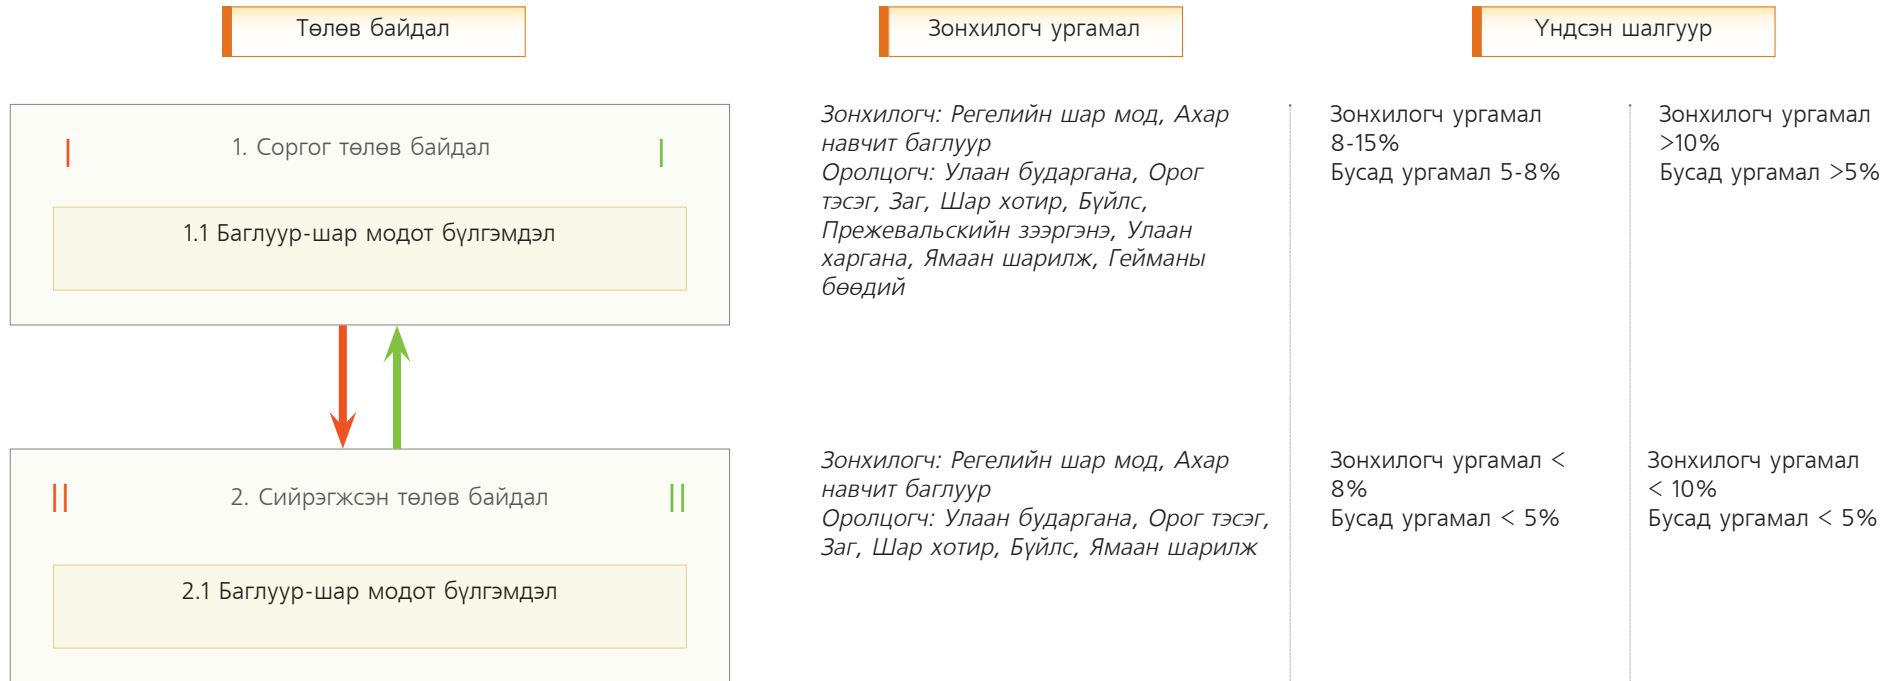 Төлөв байдал
Зонхилогч ургамал
Үндсэн шалгуур
1. Соргог төлөв байдал
1.1 Баглуур-шар модот бүлгэмдэл
Зонхилогч: Регелийн шар мод, Ахар
навчит баглуур
Оролцогч: Улаан бударгана, Орог
тэсэг, Заг, Шар хотир, Бүйлс,
Прежевальскийн зээргэнэ, Улаан
харгана, Ямаан шарилж, Гейманы
бөөдий
Зонхилогч ургамал
8-15%
Бусад ургамал 5-8%
Зонхилогч ургамал
>10%
Бусад ургамал >5%
2. Сийрэгжсэн төлөв байдал
2.1 Баглуур-шар модот бүлгэмдэл
Зонхилогч: Регелийн шар мод, Ахар
навчит баглуур
Оролцогч: Улаан бударгана, Орог тэсэг,
Заг, Шар хотир, Бүйлс, Ямаан шарилж
Зонхилогч ургамал <
8%
Бусад ургамал < 5%
Зонхилогч ургамал
< 10%
Бусад ургамал < 5%